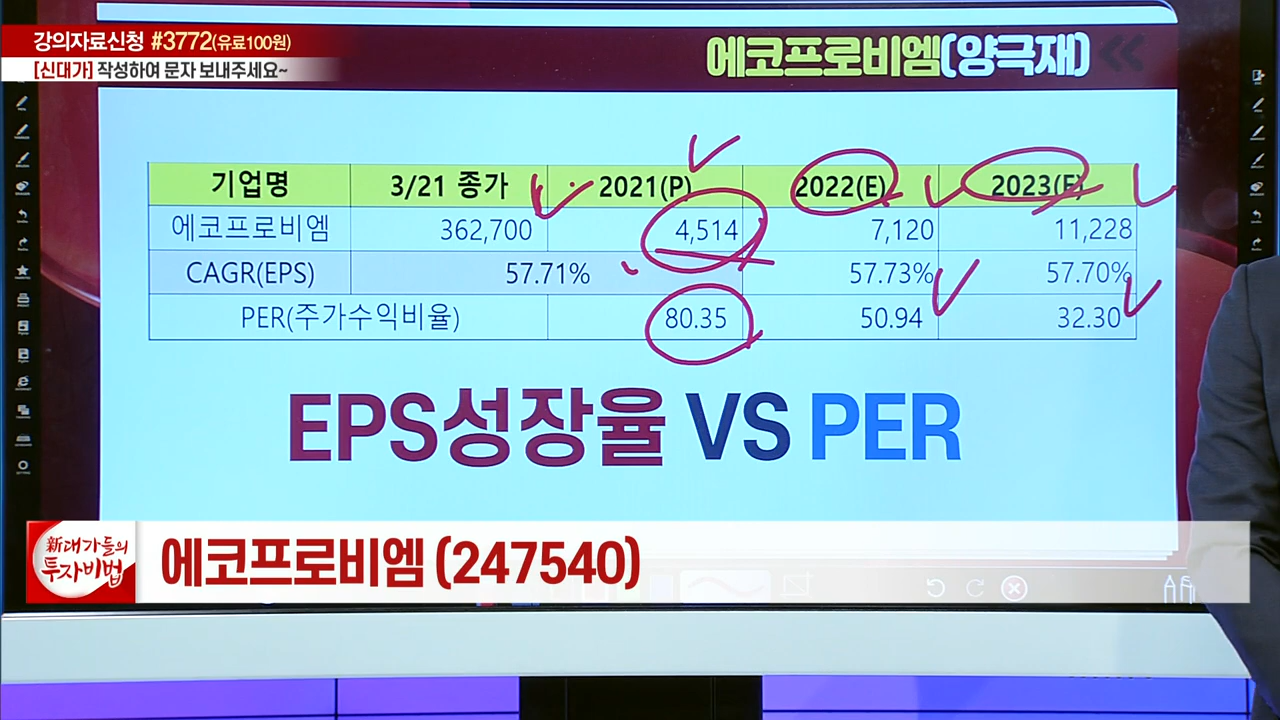 강의자료신청 #3772(유료100원)
[신대가] 작성하여 문자 보내주세요~
에코프로비엠(양극재)
기업명 3/21 종가 2021(P) 2022(E) 2023(E)
에코프로비엠 362,700 4,514 7,120 11,228
CAGR(EPS) 57.71% 57.73% 57.70%
PER(주가수익비율) 80.35 50.94 32.30
EPS성장율 VS PER
新대가들의
투자비법
에코프로비엠 (247540)